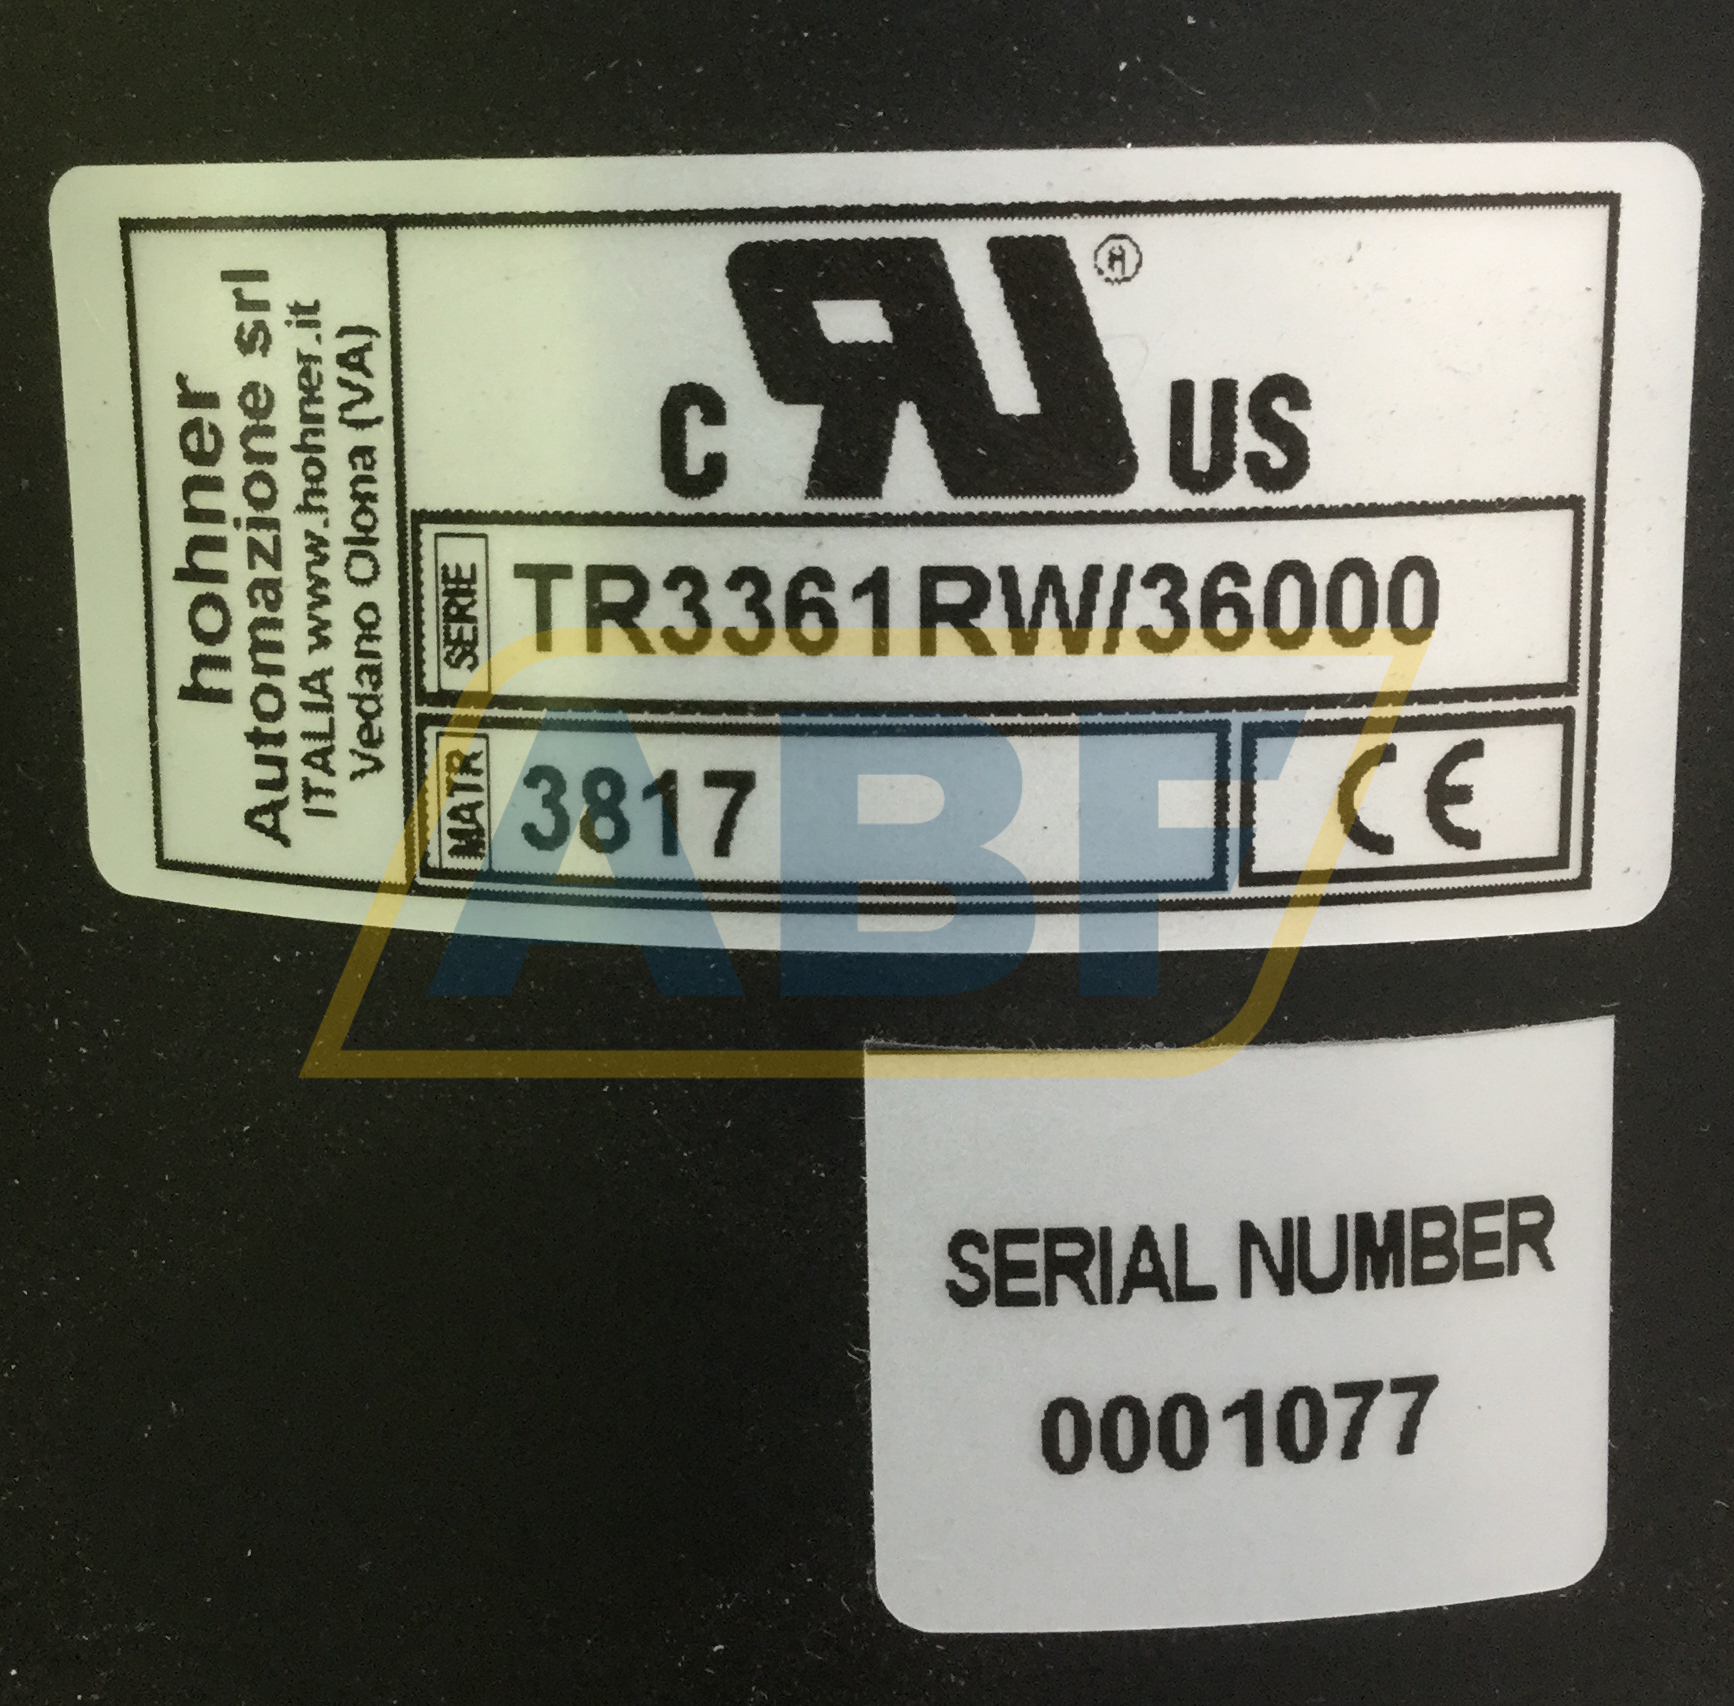 hohner
Automazione srl
ITALIA www.hohner.it
Vedano Olona (VA)
c RU ® US
SERIE TR3361RW/36000
MATR 3817
CE
ABF
SERIAL NUMBER
0001077